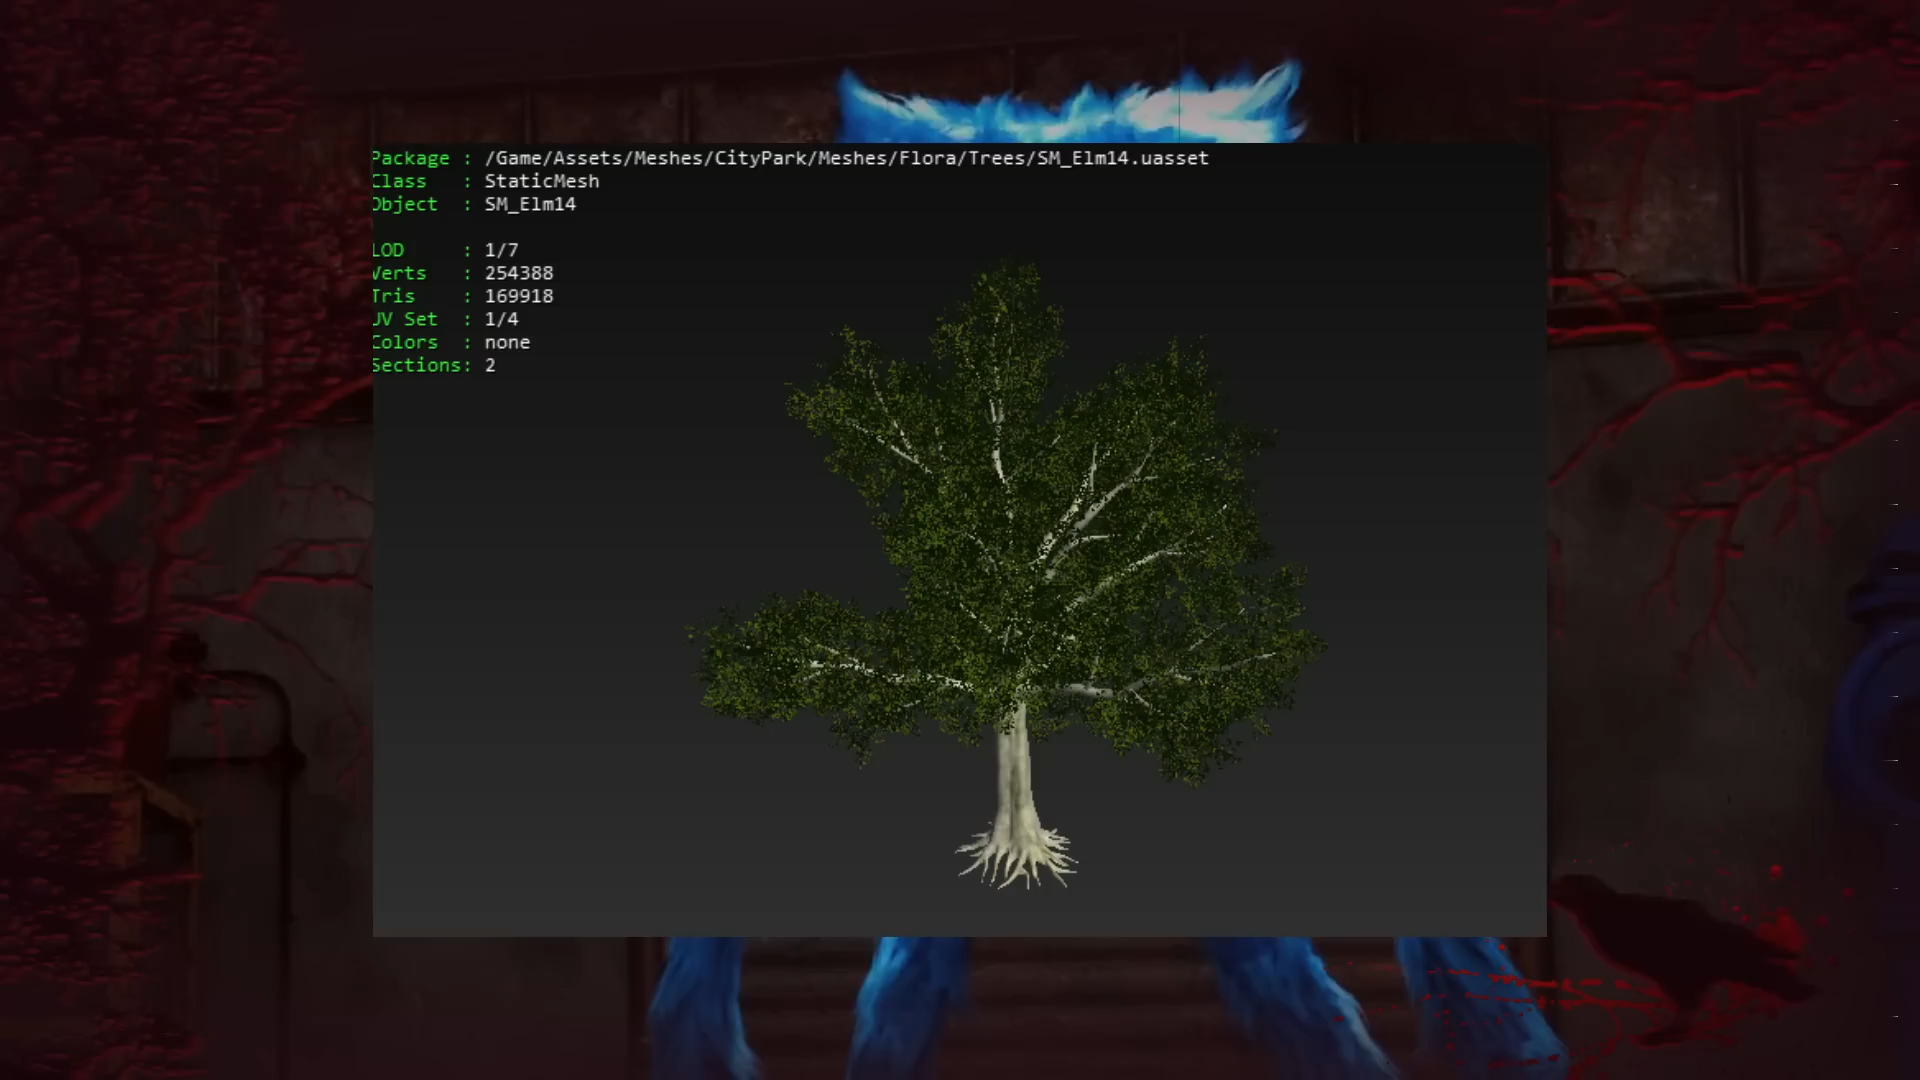 Package : /Game/Assets/Meshes/CityPark/Meshes/Flora/Trees/SM_Elm14.uasset
Class : StaticMesh
Object : SM_Elm14
LOD : 1/7
Verts : 254388
Tris : 169918
UV Set : 1/4
Colors : none
Sections: 2